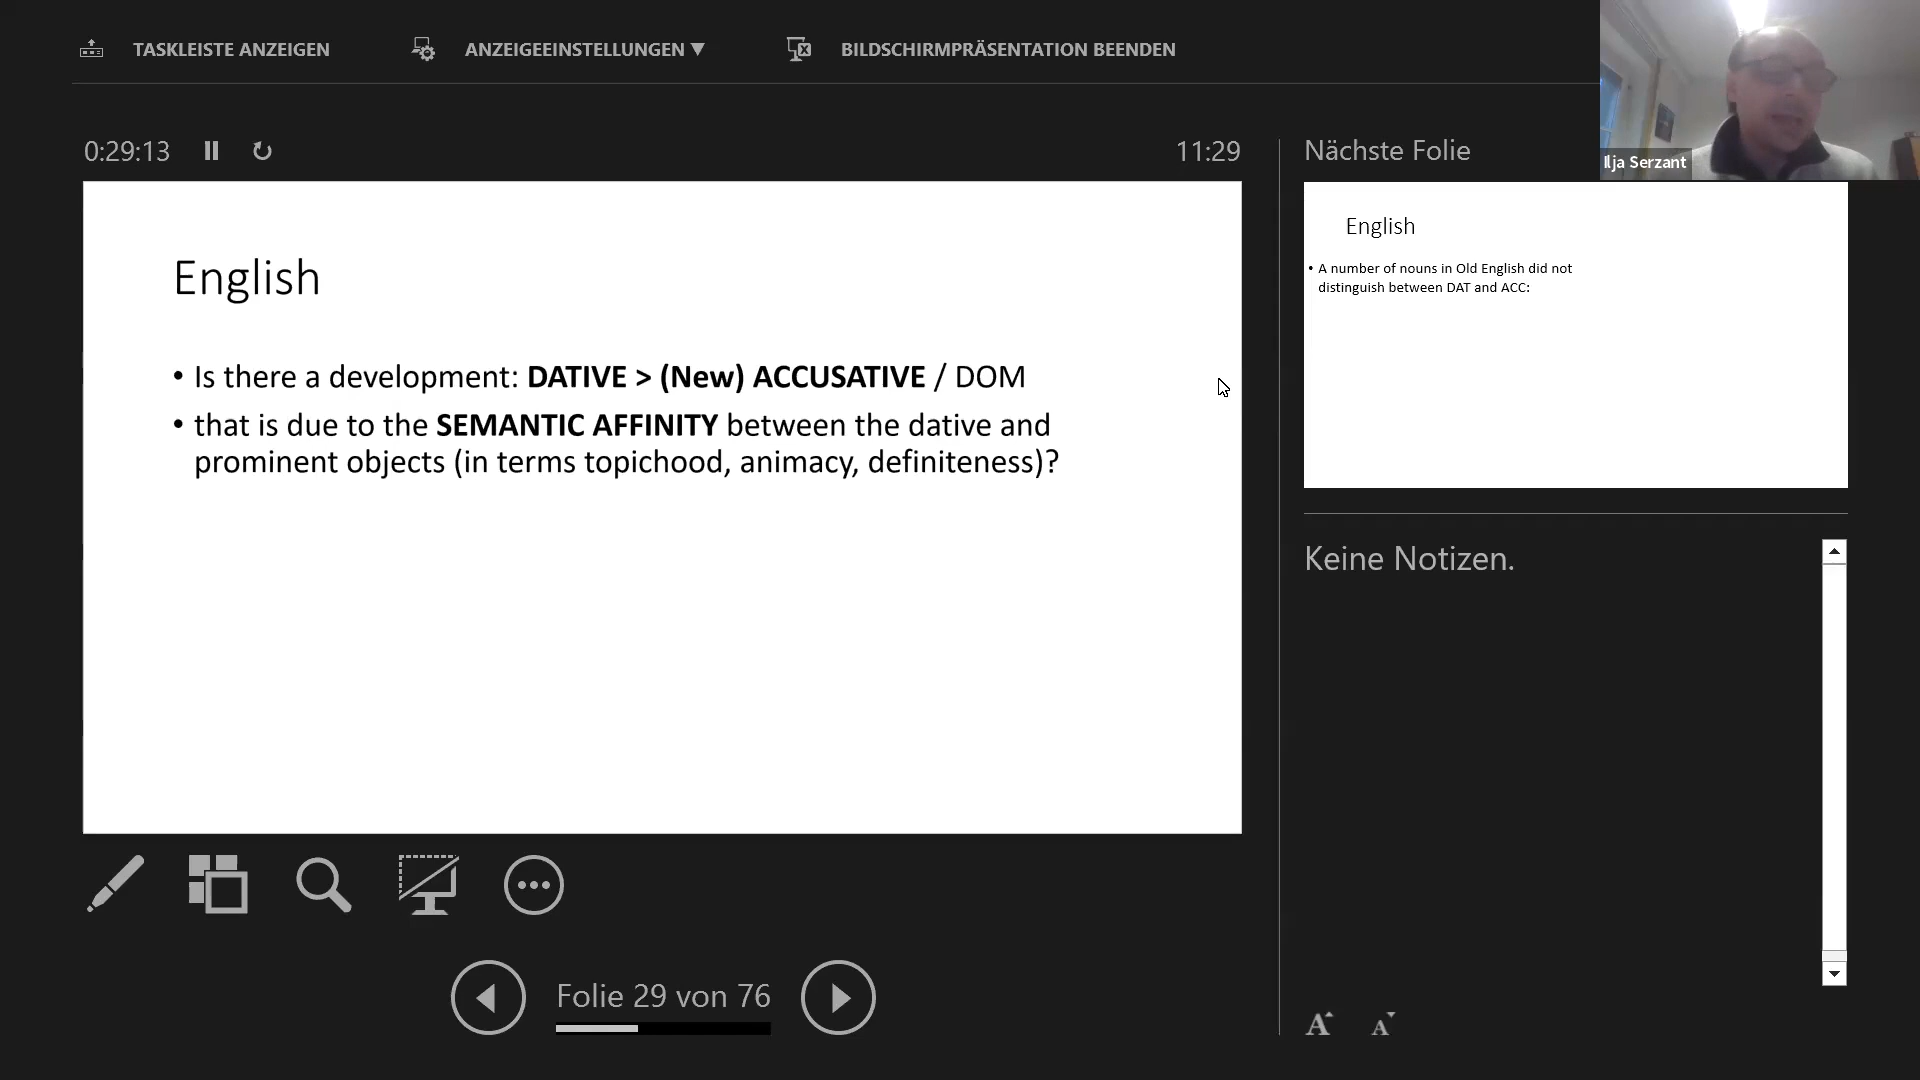 TASKLEISTE ANZEIGEN
ANZEIGEEINSTELLUNGEN ▼
BILDSCHIRMPRÄSENTATION BEENDEN
Ilja Serzant
0:29:13
11:29
Nächste Folie
English
• Is there a development: DATIVE > (New) ACCUSATIVE / DOM
• that is due to the SEMANTIC AFFINITY between the dative and
prominent objects (in terms topichood, animacy, definiteness)?
English
• A number of nouns in Old English did not
distinguish between DAT and ACC:
Keine Notizen.
Folie 29 von 76
A A